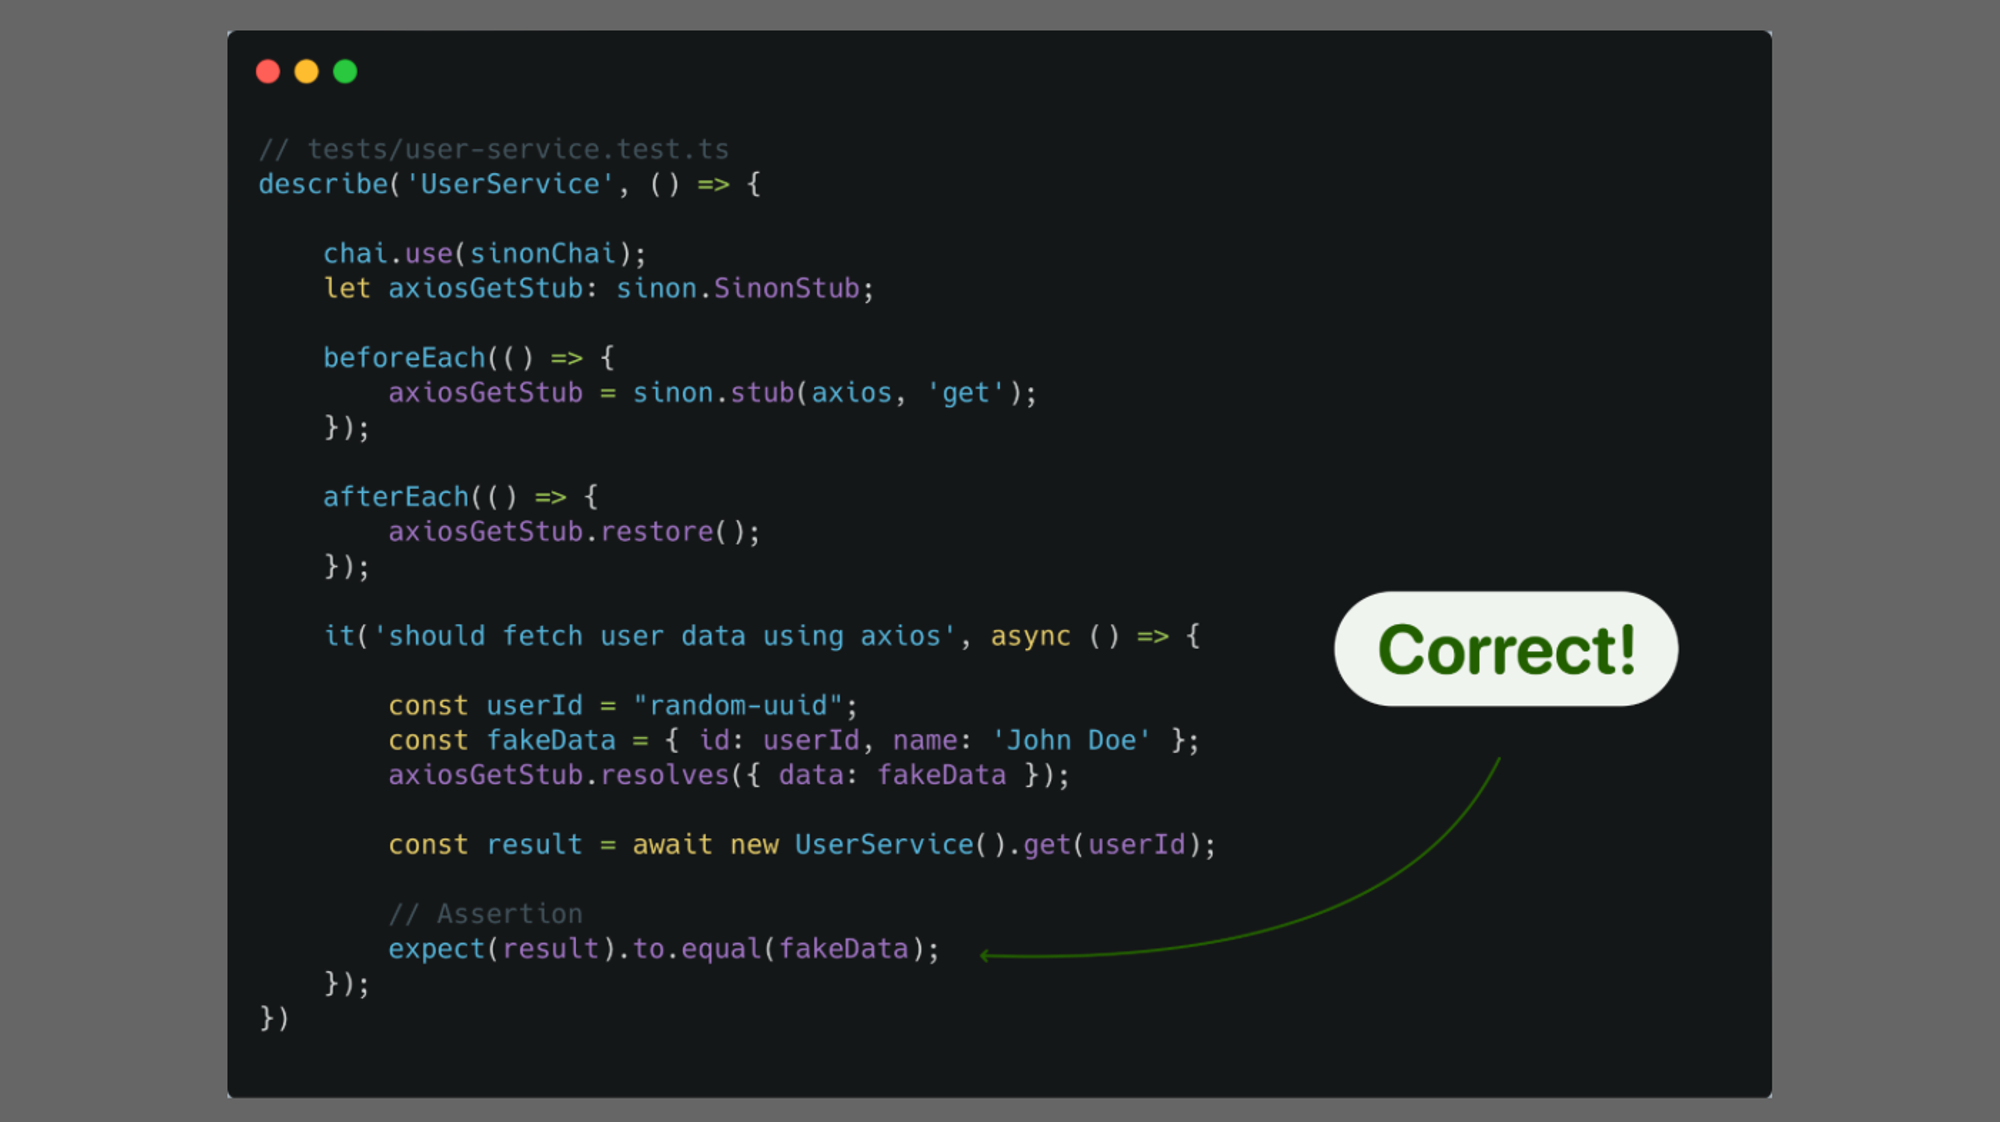 // tests/user-service.test.ts
describe('UserService', () => {
chai.use(sinonChai);
let axiosGetStub: sinon.SinonStub;
beforeEach(() => {
axiosGetStub = sinon.stub(axios, 'get');
});
afterEach(() => {
axiosGetStub.restore();
});
it('should fetch user data using axios', async () => {
const userId = "random-uuid";
const fakeData = { id: userId, name: 'John Doe' };
axiosGetStub.resolves({ data: fakeData });
const result = await new UserService().get(userId);
// Assertion
expect(result).to.equal(fakeData);
});
})
Correct!